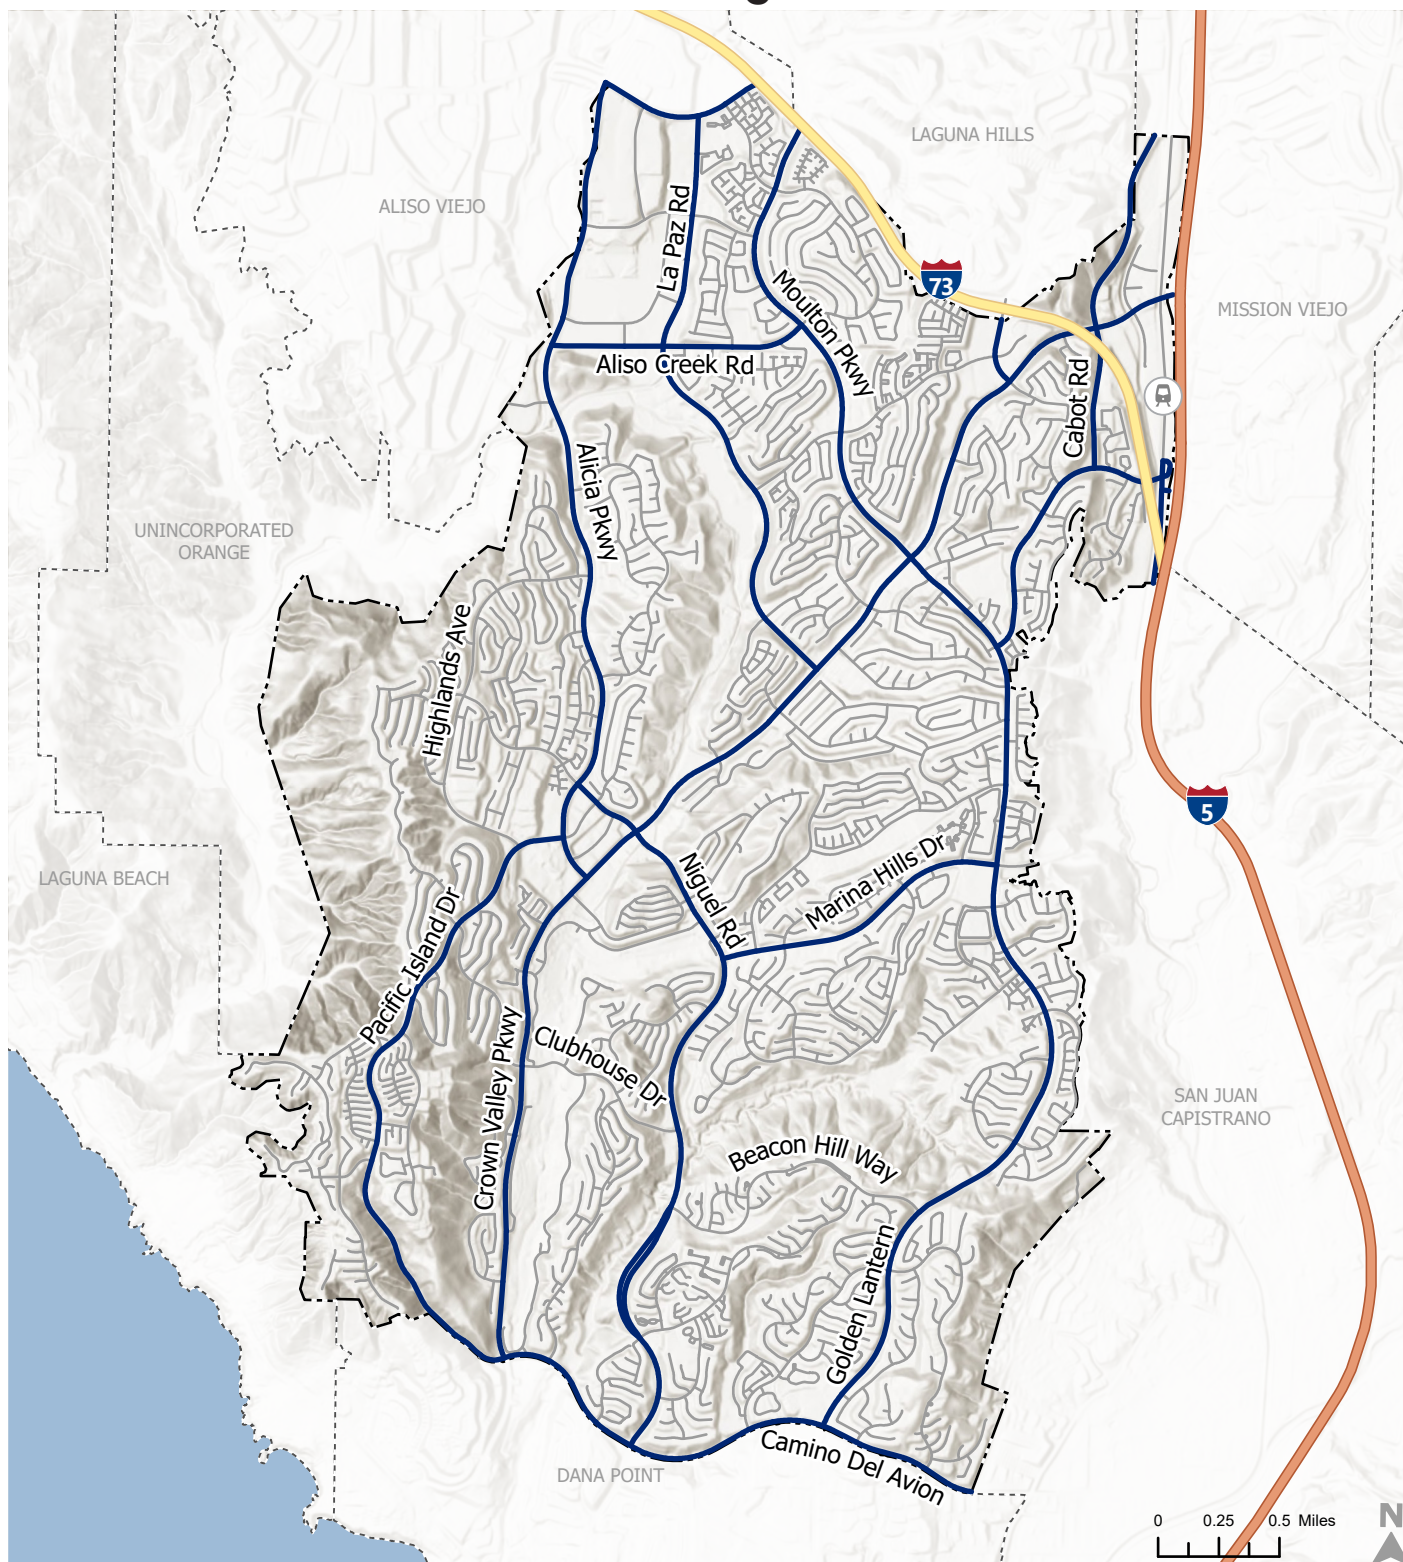 LAGUNA HILLS
ALISO VIEJO
La Paz Rd
73
Moulton Pkwy
MISSION VIEJO
Aliso Creek Rd
Cabot Rd
Alicia Pkwy
UNINCORPORATED
ORANGE
Highlands Ave
5
LAGUNA BEACH
Niguel Rd
Marina Hills Dr
Pacific Island Dr
Crown Valley Pkwy
Clubhouse Dr
SAN JUAN
CAPISTRANO
Beacon Hill Way
Golden Lantern
Camino Del Avion
DANA POINT
0 0.25 0.5 Miles
N